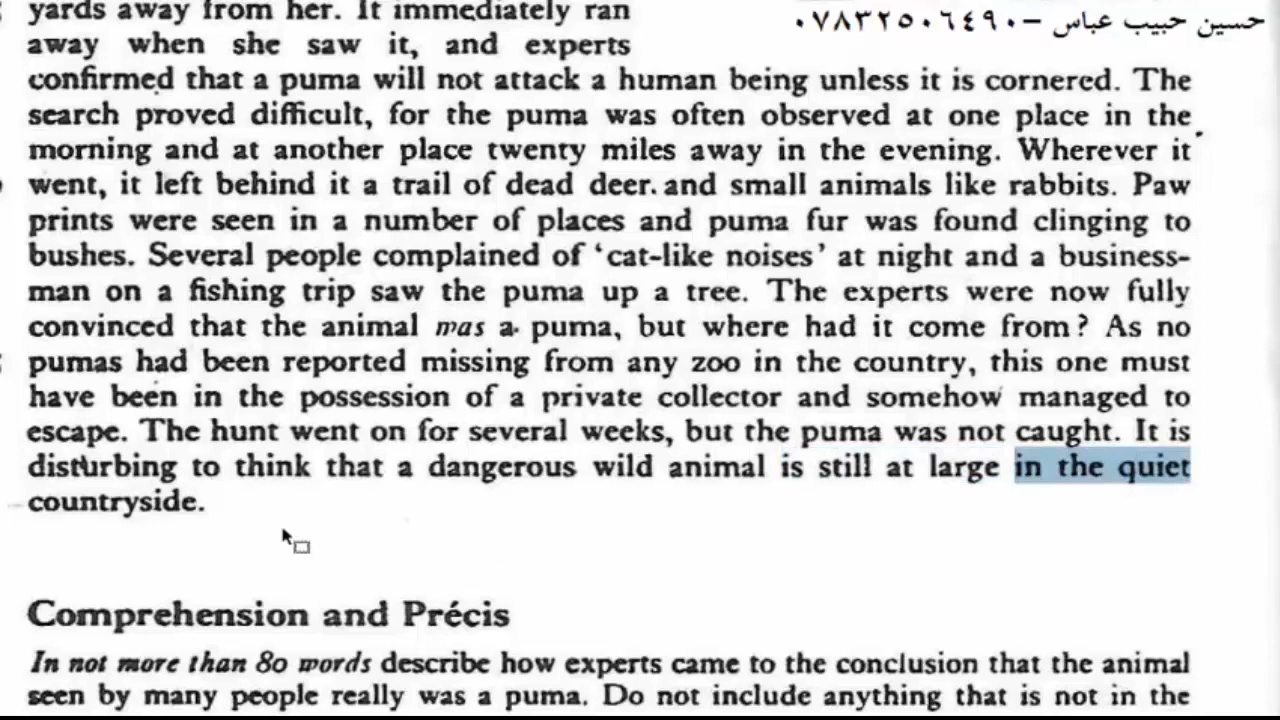 yards away from her. It immediately ran
حسين حبيب عباس – ٠٧٨٣٢٥٠٦٤٩٠
away when she saw it, and experts
confirmed that a puma will not attack a human being unless it is cornered. The
search proved difficult, for the puma was often observed at one place in the
morning and at another place twenty miles away in the evening. Wherever it
went, it left behind it a trail of dead deer. and small animals like rabbits. Paw
prints were seen in a number of places and puma fur was found clinging to
bushes. Several people complained of ‘cat-like noises’ at night and a business-
man on a fishing trip saw the puma up a tree. The experts were now fully
convinced that the animal was a puma, but where had it come from? As no
pumas had been reported missing from any zoo in the country, this one must
have been in the possession of a private collector and somehow managed to
escape. The hunt went on for several weeks, but the puma was not caught. It is
disturbing to think that a dangerous wild animal is still at large in the quiet
countryside.
Comprehension and Précis
In not more than 80 words describe how experts came to the conclusion that the animal
seen by many people really was a puma. Do not include anything that is not in the